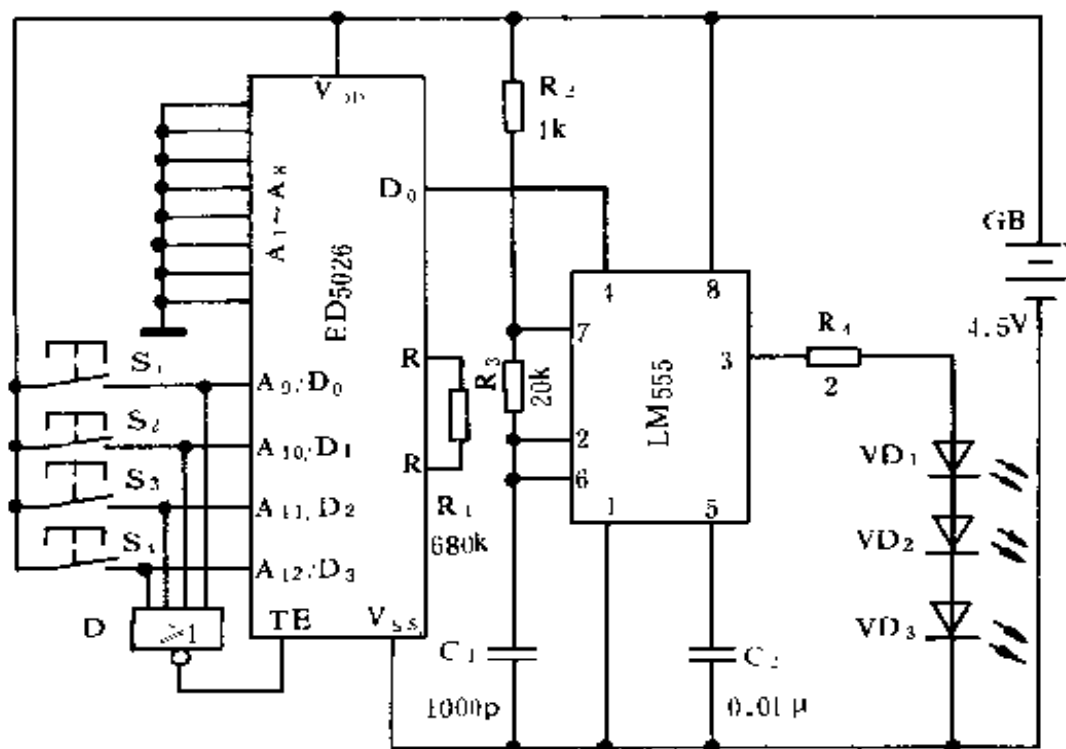 V_DD
R₂
1k
D₀
A₁~A₈
ED5026
GB
4.5V
4
8
7
3
R₄
2
S₁
R
R₃
20k
LM555
A₉/D₀
S₂
2
A₁₀/D₁
R
6
VD₁
S₃
A₁₁, D₂
R₁
1
5
680k
VD₂
S₄
A₁₂/D₃
D
≥1
TE
V_SS
VD₃
C₁
C₂
1000p
0.01μ